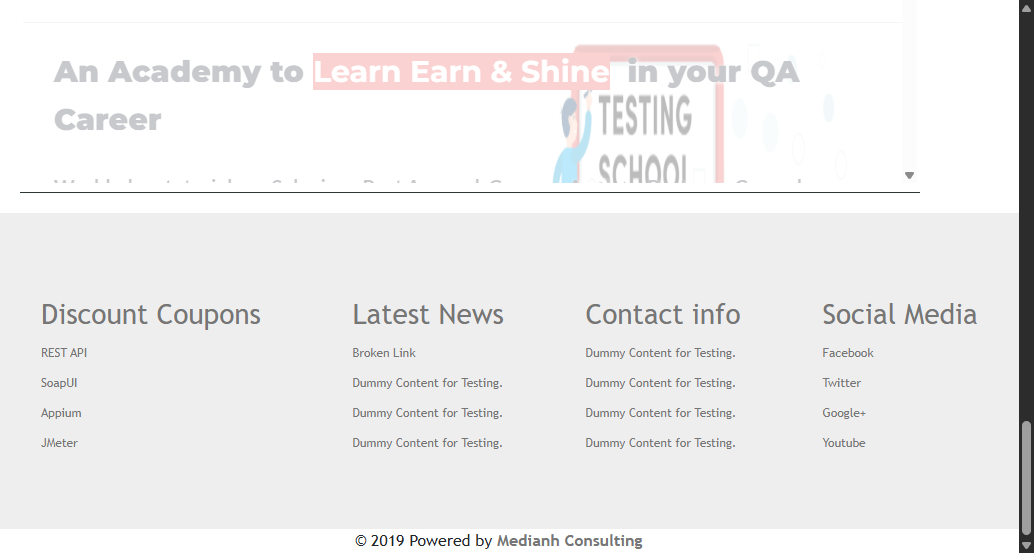 An Academy to Learn Earn & Shine in your QA
Career
TESTING
SCHOOL
Discount Coupons
REST API
SoapUI
Appium
JMeter
Latest News
Broken Link
Dummy Content for Testing.
Dummy Content for Testing.
Dummy Content for Testing.
Contact info
Dummy Content for Testing.
Dummy Content for Testing.
Dummy Content for Testing.
Dummy Content for Testing.
Social Media
Facebook
Twitter
Google+
Youtube
© 2019 Powered by Medianh Consulting